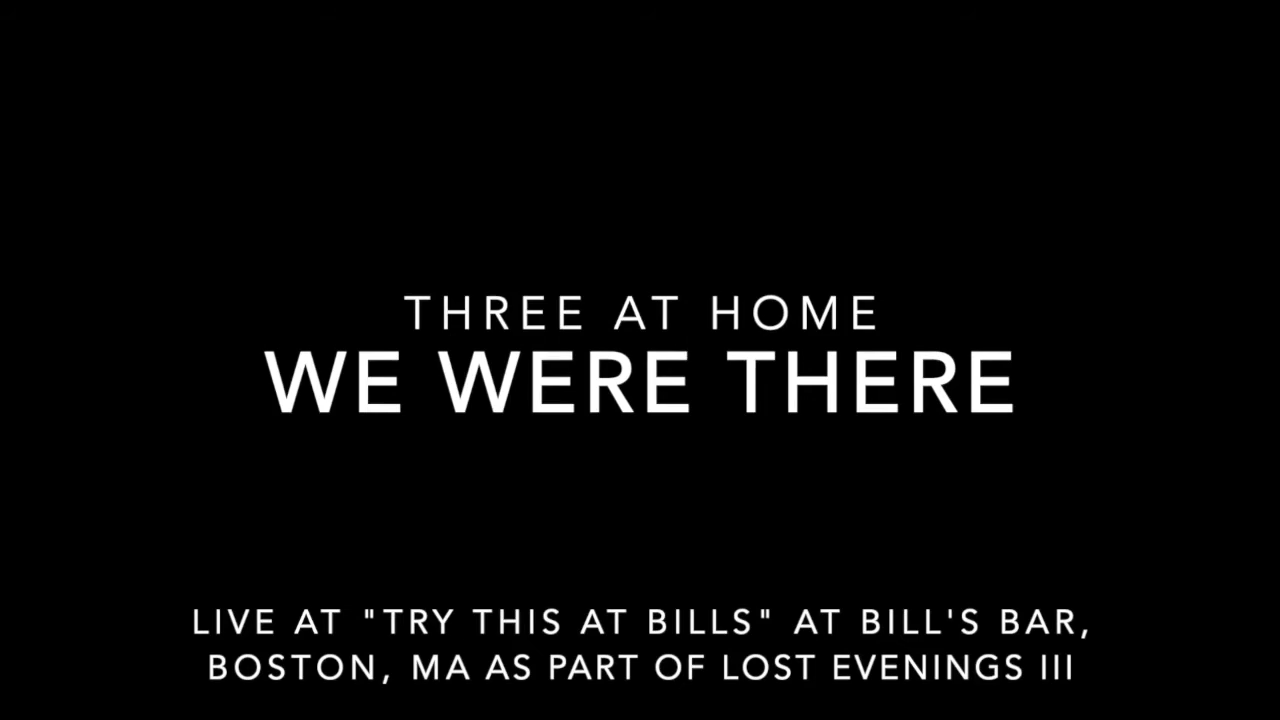 THREE AT HOME
WE WERE THERE
LIVE AT "TRY THIS AT BILLS" AT BILL'S BAR,
BOSTON, MA AS PART OF LOST EVENINGS III